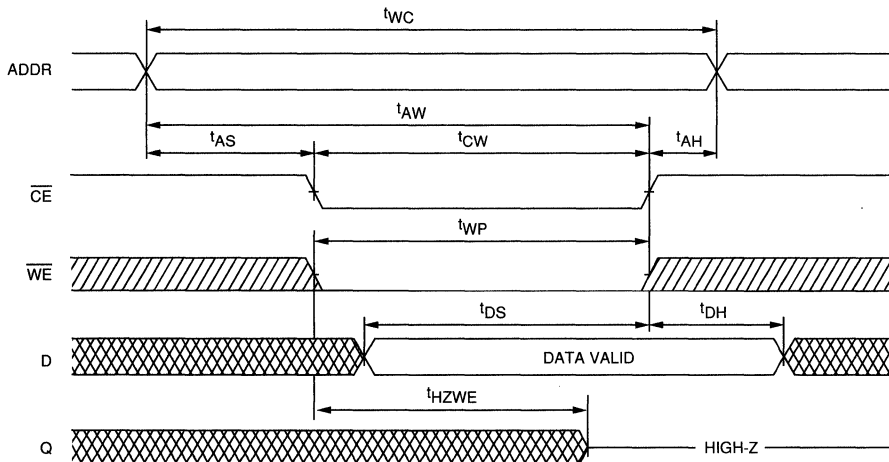 tWC
ADDR
tAW
tAS tCW tAH
CE
tWP
WE
tDS tDH
D DATA VALID
tHZWE
Q HIGH-Z